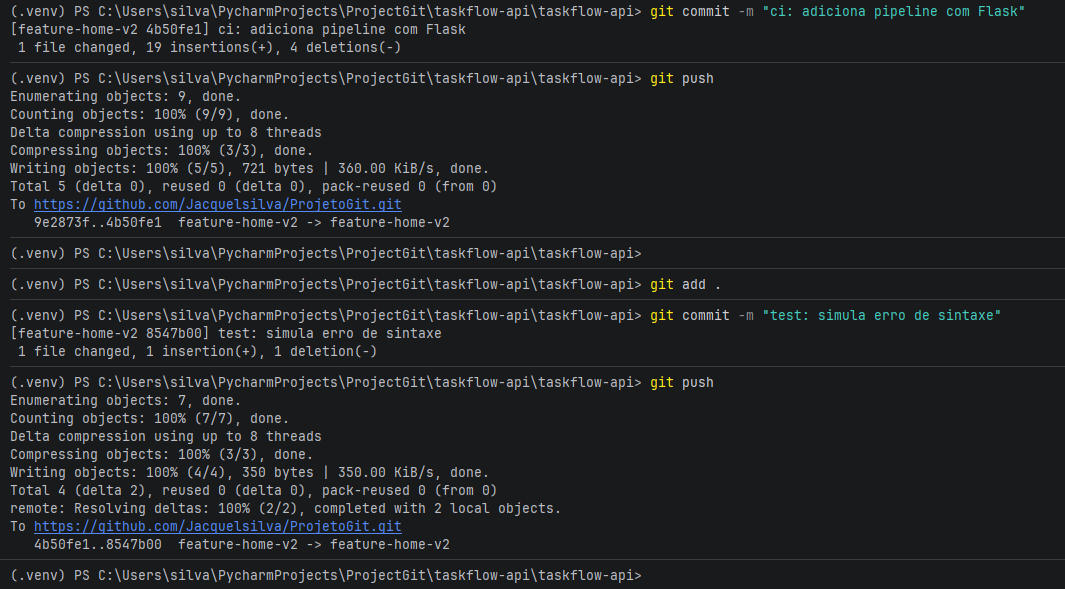 (.venv) PS C:\Users\silva\PycharmProjects\ProjectGit\taskflow-api\taskflow-api> git commit -m "ci: adiciona pipeline com Flask"
[feature-home-v2 4b50fe1] ci: adiciona pipeline com Flask
 1 file changed, 19 insertions(+), 4 deletions(-)
(.venv) PS C:\Users\silva\PycharmProjects\ProjectGit\taskflow-api\taskflow-api> git push
Enumerating objects: 9, done.
Counting objects: 100% (9/9), done.
Delta compression using up to 8 threads
Compressing objects: 100% (3/3), done.
Writing objects: 100% (5/5), 721 bytes | 360.00 KiB/s, done.
Total 5 (delta 0), reused 0 (delta 0), pack-reused 0 (from 0)
To https://github.com/Jacquelsilva/ProjetoGit.git
   9e2873f..4b50fe1  feature-home-v2 -> feature-home-v2
(.venv) PS C:\Users\silva\PycharmProjects\ProjectGit\taskflow-api\taskflow-api>
(.venv) PS C:\Users\silva\PycharmProjects\ProjectGit\taskflow-api\taskflow-api> git add .
(.venv) PS C:\Users\silva\PycharmProjects\ProjectGit\taskflow-api\taskflow-api> git commit -m "test: simula erro de sintaxe"
[feature-home-v2 8547b00] test: simula erro de sintaxe
 1 file changed, 1 insertion(+), 1 deletion(-)
(.venv) PS C:\Users\silva\PycharmProjects\ProjectGit\taskflow-api\taskflow-api> git push
Enumerating objects: 7, done.
Counting objects: 100% (7/7), done.
Delta compression using up to 8 threads
Compressing objects: 100% (3/3), done.
Writing objects: 100% (4/4), 350 bytes | 350.00 KiB/s, done.
Total 4 (delta 2), reused 0 (delta 0), pack-reused 0 (from 0)
remote: Resolving deltas: 100% (2/2), completed with 2 local objects.
To https://github.com/Jacquelsilva/ProjetoGit.git
   4b50fe1..8547b00  feature-home-v2 -> feature-home-v2
(.venv) PS C:\Users\silva\PycharmProjects\ProjectGit\taskflow-api\taskflow-api>